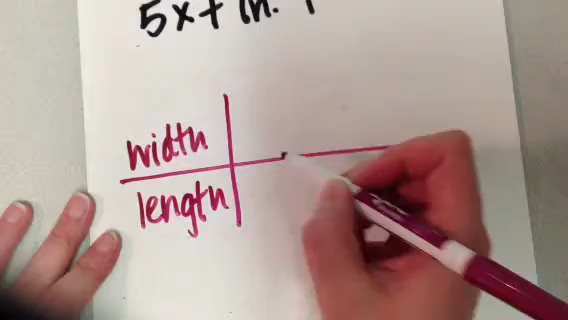 5x+ in.
width
length